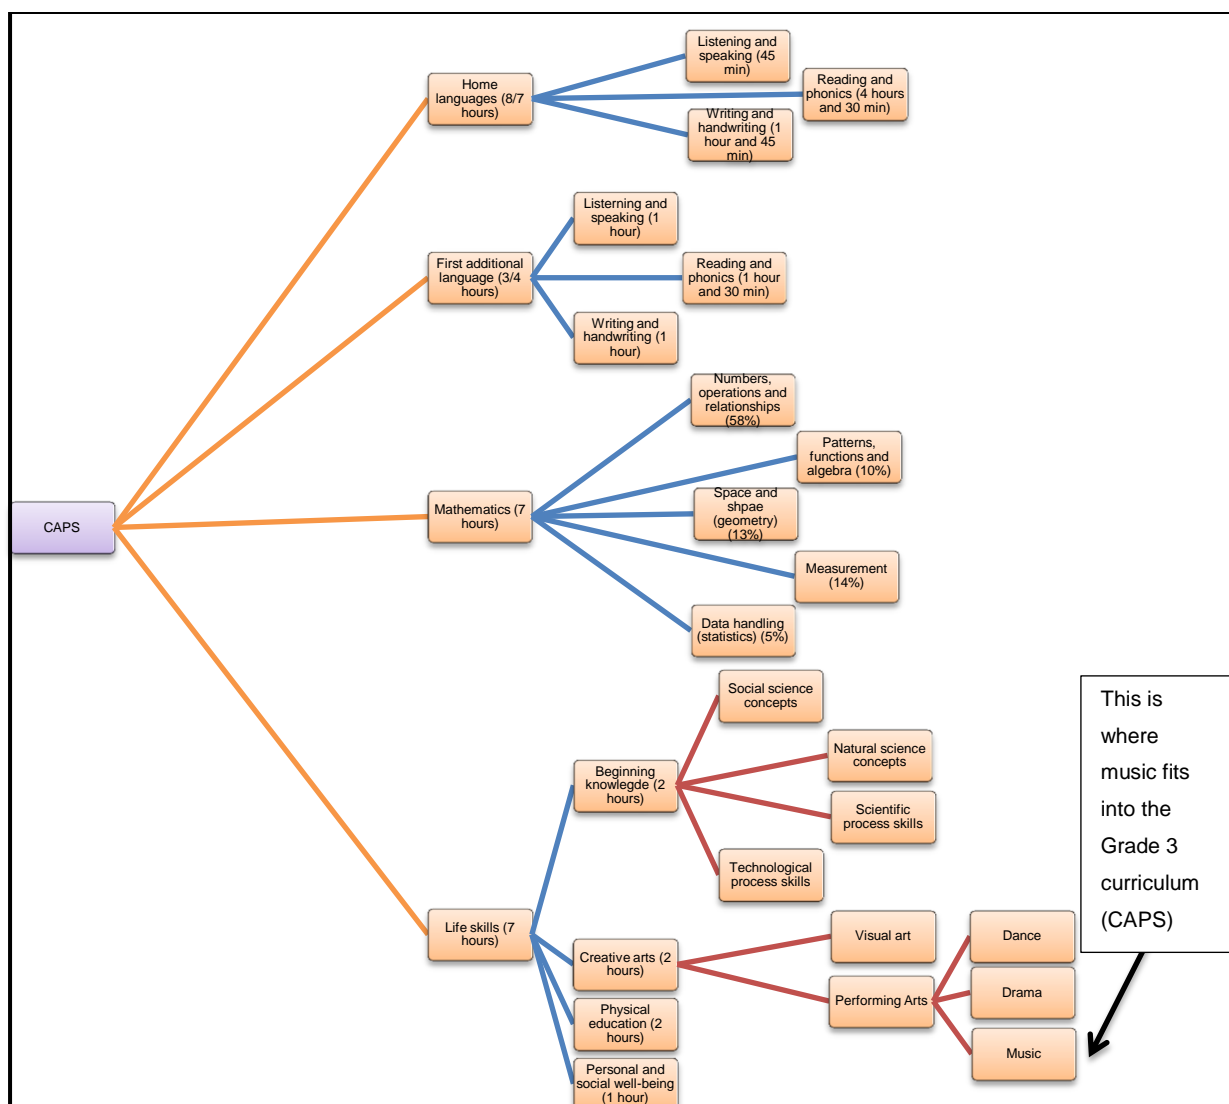 CAPS
Home
languages (8/7
hours)
Listening and
speaking (45
min)
Reading and
phonics (4 hours
and 30 min)
Writing and
handwriting (1
hour and
45 min)
First additional
language (3/4
hours)
Listerning and
speaking (1
hour)
Reading and
phonics (1 hour
and 30 min)
Writing and
handwriting (1
hour)
Mathematics (7
hours)
Numbers,
operations and
relationships
(58%)
Patterns,
functions and
algebra (10%)
Space and
shpae
(geometry)
(13%)
Measurement
(14%)
Data handling
(statistics) (5%)
Life skills (7
hours)
Beginning
knowlegde (2
hours)
Social science
concepts
Natural science
concepts
Scientific
process skills
Technological
process skills
Creative arts (2
hours)
Visual art
Performing Arts
Dance
Drama
Music
Physical
education (2
hours)
Personal and
social well-being
(1 hour)
This is
where
music fits
into the
Grade 3
curriculum
(CAPS)